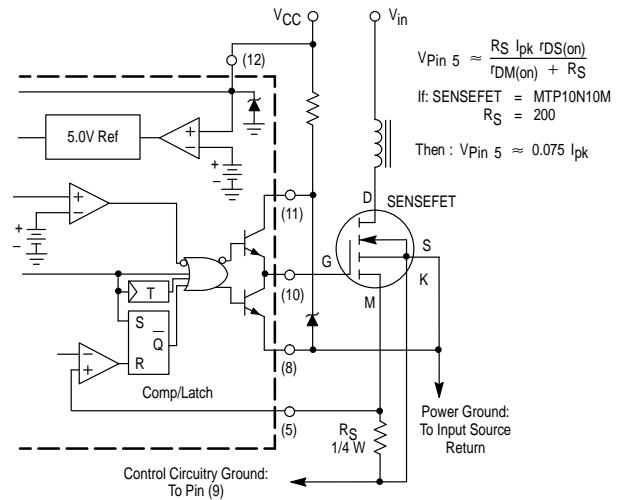 VCC
Vin
(12)
VPin 5 ≈ RS Ipk rDS(on)
rDM(on) + RS
If: SENSEFET = MTP10N10M
RS = 200
Then : VPin 5 ≈ 0.075 Ipk
5.0V Ref
+
–
+
–
D SENSEFET
(11)
+
–
+
–
S
G
K
(10)
M
T
S
Q
R
–
+
(8)
Comp/Latch
(5)
Power Ground:
To Input Source
Return
RS
1/4 W
Control Circuitry Ground:
To Pin (9)